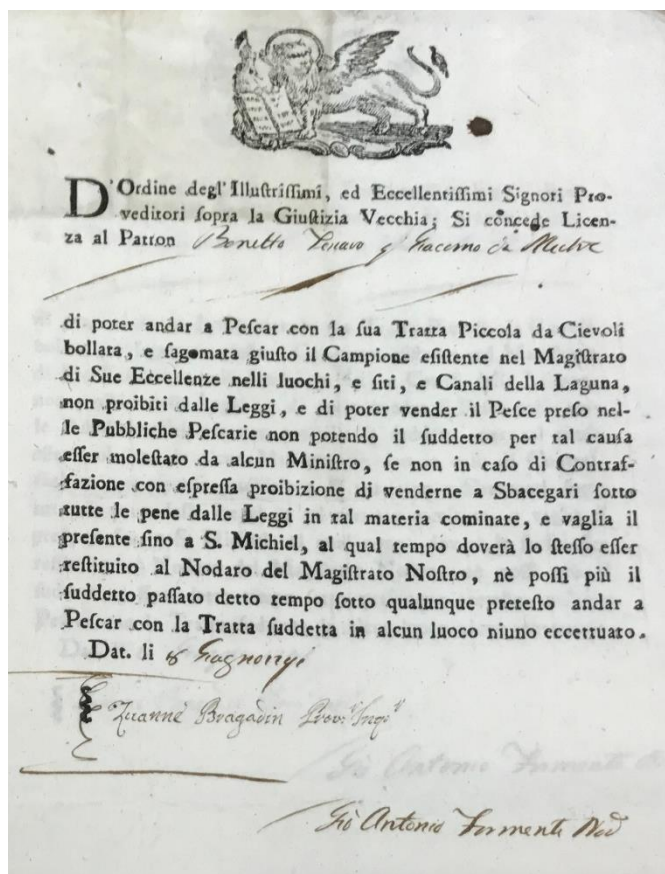 D'Ordine degl'Illuſtriſſimi, ed Eccellentiſſimi Signori Pro-
veditori ſopra la Giuſtizia Vecchia; Si concede Licen-
za al Patron Bonetto q Giacomo da
di poter andar a Peſcar con la ſua Tratta Piccola da Cievoli
bollata, e ſagomata giuſto il Campione eſiſtente nel Magiſtrato
di Sue Eccellenze nelli luochi, e ſiti, e Canali della Laguna,
non proibiti dalle Leggi, e di poter vender il Peſce preſo nel-
le Pubbliche Peſcarie non potendo il ſuddetto per tal cauſa
eſſer moleſtato da alcun Miniſtro, ſe non in caſo di Contraf-
fazione con eſpreſſa proibizione di venderne a Sbacegari ſotto
tutte le pene dalle Leggi in tal materia cominate, e vaglia il
preſente ſino a S. Michiel, al qual tempo doverà lo ſteſſo eſſer
reſtituito al Nodaro del Magiſtrato Noſtro, nè poſſi più il
ſuddetto paſſato detto tempo ſotto qualunque preteſto andar a
Peſcar con la Tratta ſuddetta in alcun luoco niuno eccettuato.
Dat. li
Zuanne Bragadin Prov:r Inqr
Gio Antonio Formenti Nod